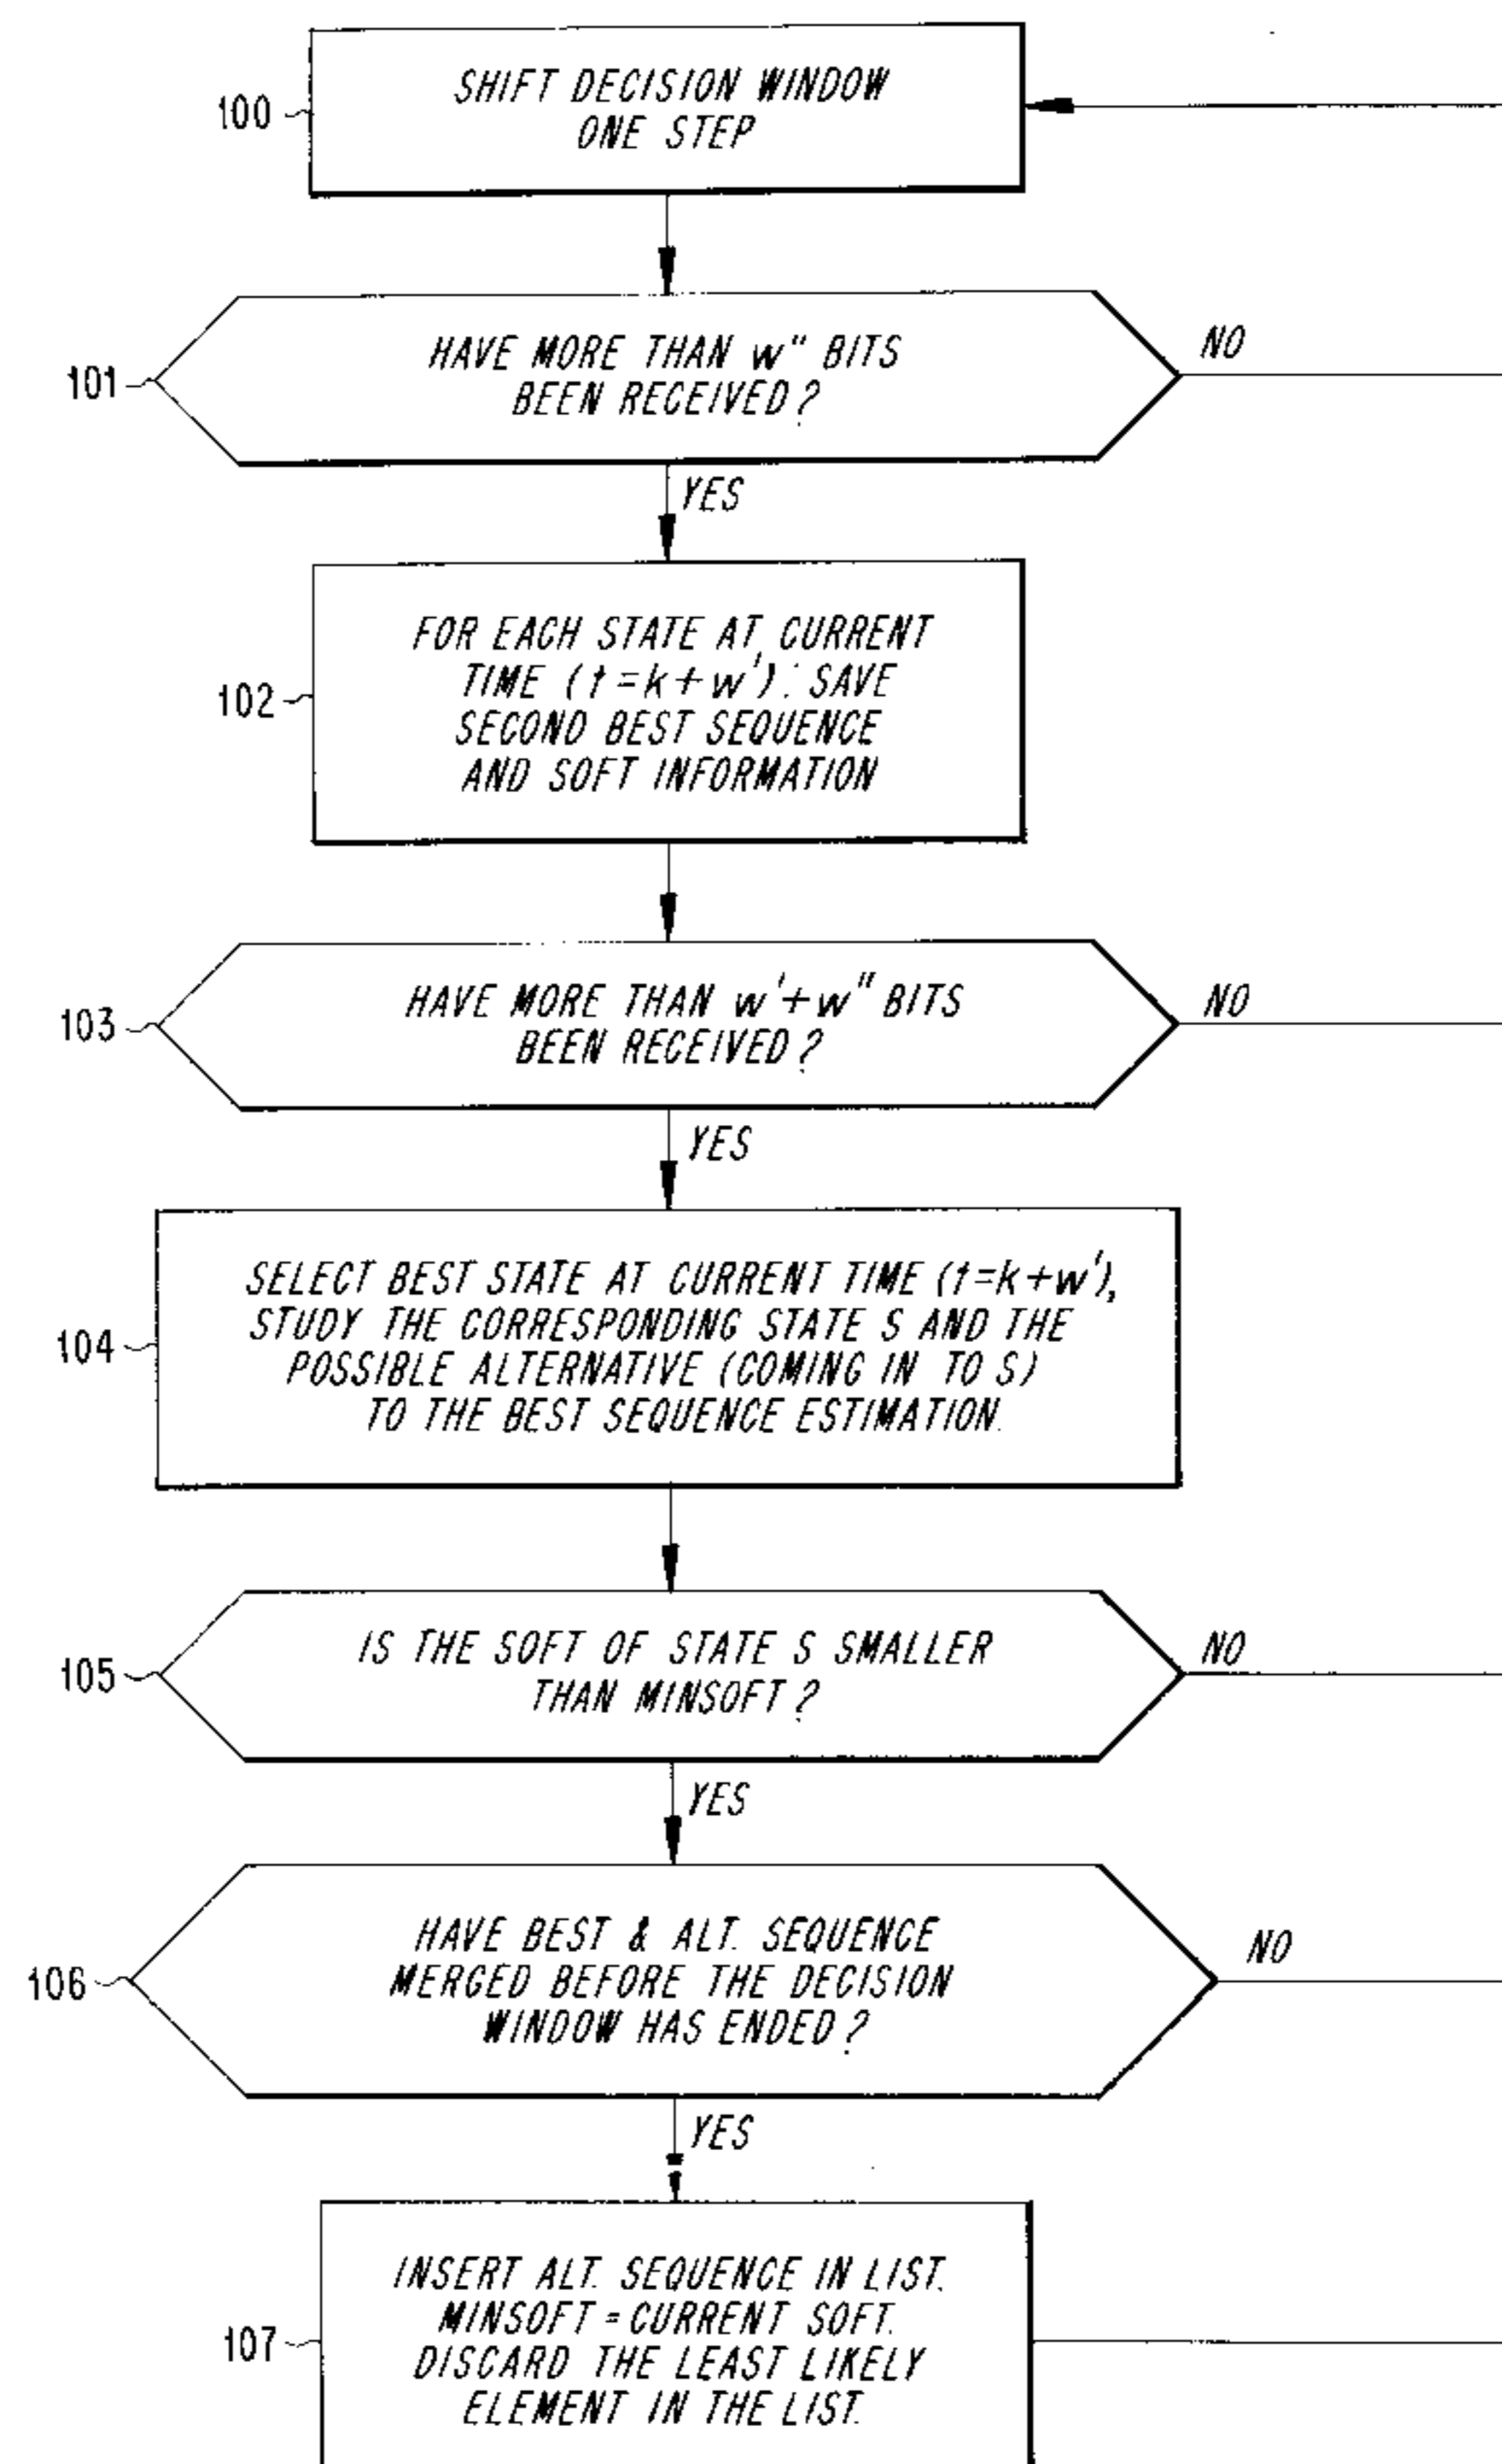 SHIFT DECISION WINDOW
ONE STEP
100
HAVE MORE THAN w" BITS
BEEN RECEIVED?
101
NO
YES
FOR EACH STATE AT CURRENT
TIME (t=k+w'): SAVE
SECOND BEST SEQUENCE
AND SOFT INFORMATION
102
HAVE MORE THAN w'+w" BITS
BEEN RECEIVED?
103
NO
YES
SELECT BEST STATE AT CURRENT TIME (t=k+w'),
STUDY THE CORRESPONDING STATE S AND THE
POSSIBLE ALTERNATIVE (COMING IN TO S)
TO THE BEST SEQUENCE ESTIMATION.
104
IS THE SOFT OF STATE S SMALLER
THAN MINSOFT?
105
NO
YES
HAVE BEST & ALT. SEQUENCE
MERGED BEFORE THE DECISION
WINDOW HAS ENDED?
106
NO
YES
INSERT ALT. SEQUENCE IN LIST.
MINSOFT=CURRENT SOFT.
DISCARD THE LEAST LIKELY
ELEMENT IN THE LIST.
107